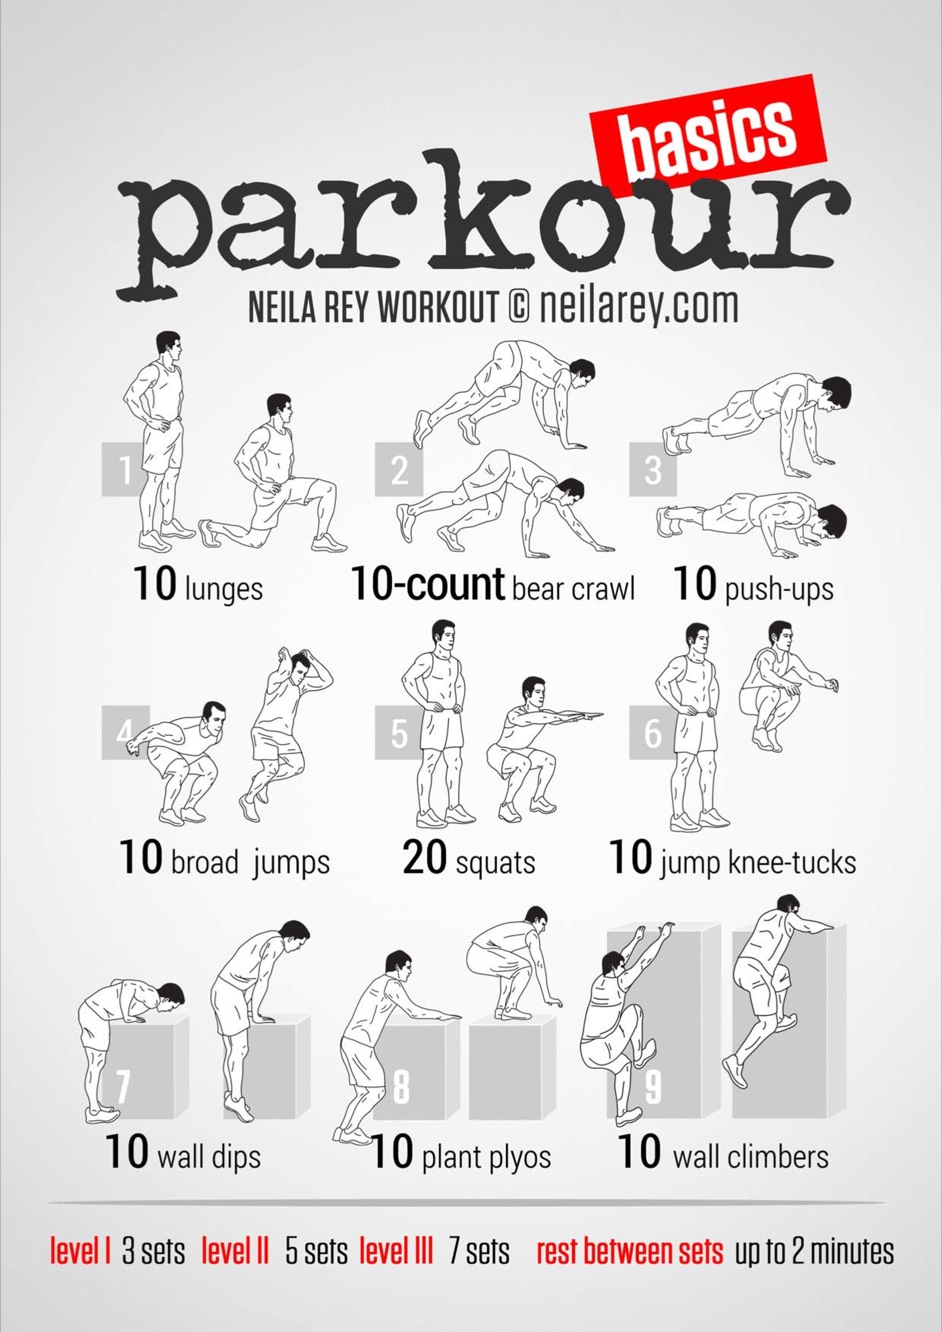 basics
parkour
NEILA REY WORKOUT © neilarey.com
1
2
3
10 lunges
10-count bear crawl
10 push-ups
4
5
6
10 broad jumps
20 squats
10 jump knee-tucks
7
8
9
10 wall dips
10 plant plyos
10 wall climbers
level I 3 sets level II 5 sets level III 7 sets rest between sets up to 2 minutes